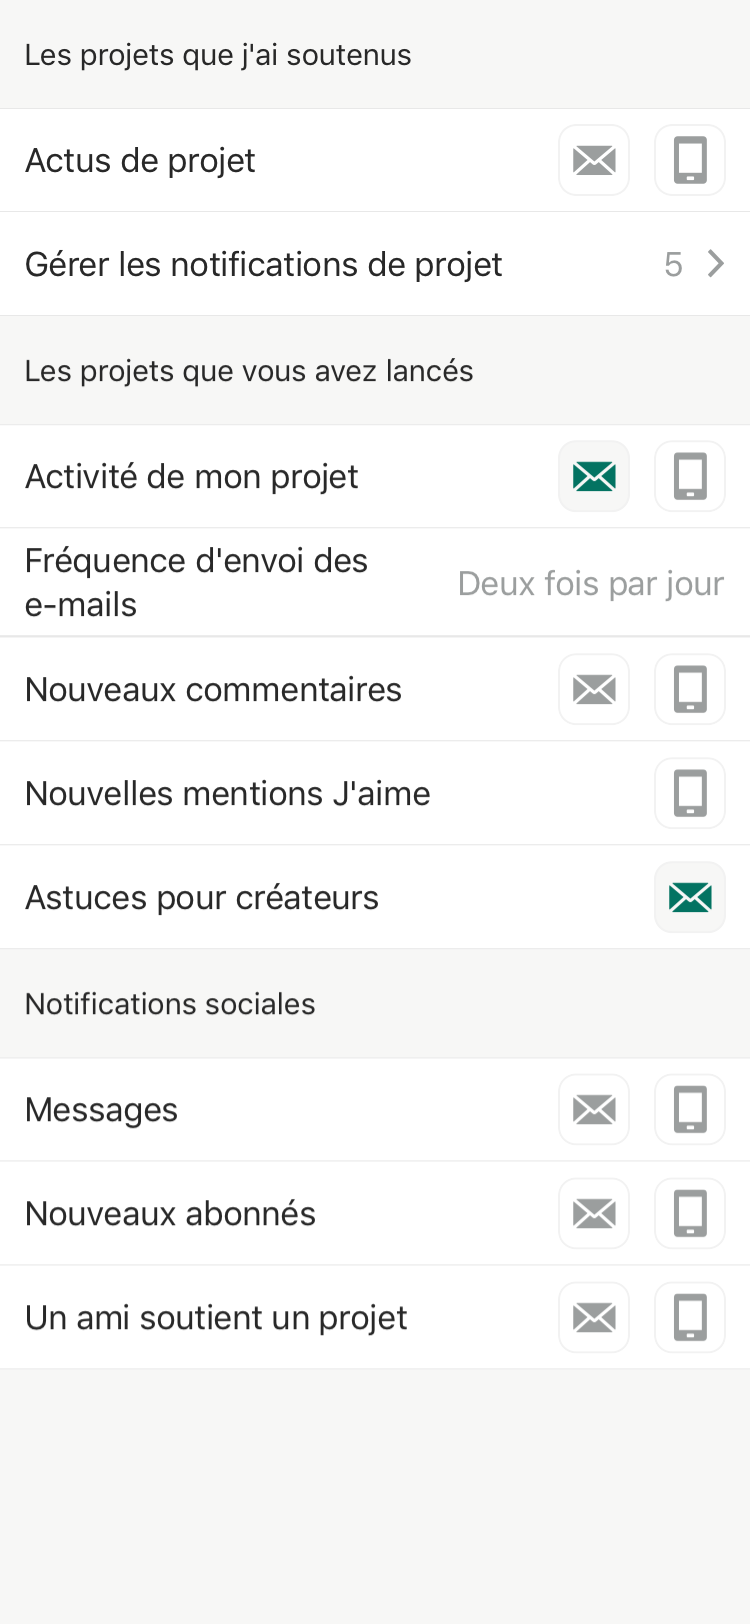 Les projets que j'ai soutenus
Actus de projet
Gérer les notifications de projet 5
Les projets que vous avez lancés
Activité de mon projet
Fréquence d'envoi des
e-mails
Deux fois par jour
Nouveaux commentaires
Nouvelles mentions J'aime
Astuces pour créateurs
Notifications sociales
Messages
Nouveaux abonnés
Un ami soutient un projet